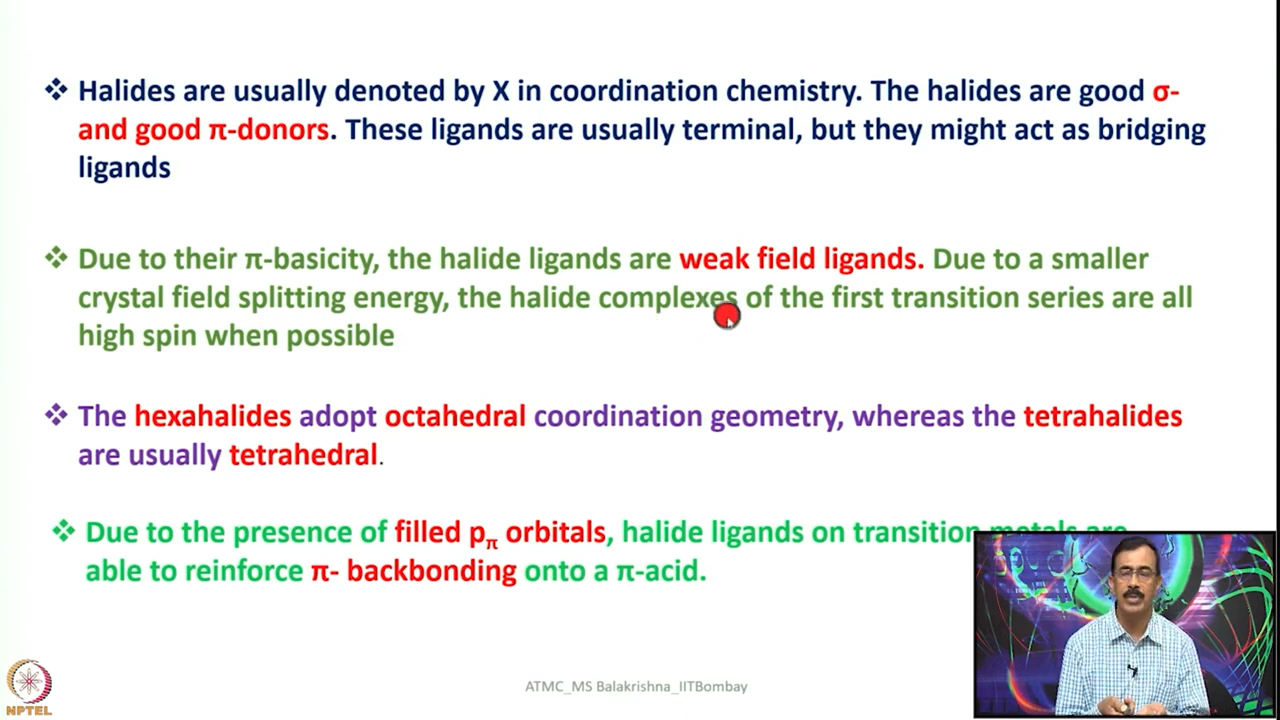 ❖ Halides are usually denoted by X in coordination chemistry. The halides are good σ-
and good π-donors. These ligands are usually terminal, but they might act as bridging
ligands
❖ Due to their π-basicity, the halide ligands are weak field ligands. Due to a smaller
crystal field splitting energy, the halide complexes of the first transition series are all
high spin when possible
❖ The hexahalides adopt octahedral coordination geometry, whereas the tetrahalides
are usually tetrahedral.
❖ Due to the presence of filled pπ orbitals, halide ligands on transition metals are
able to reinforce π- backbonding onto a π-acid.
ATMC_MS Balakrishna_IITBombay
NPTEL